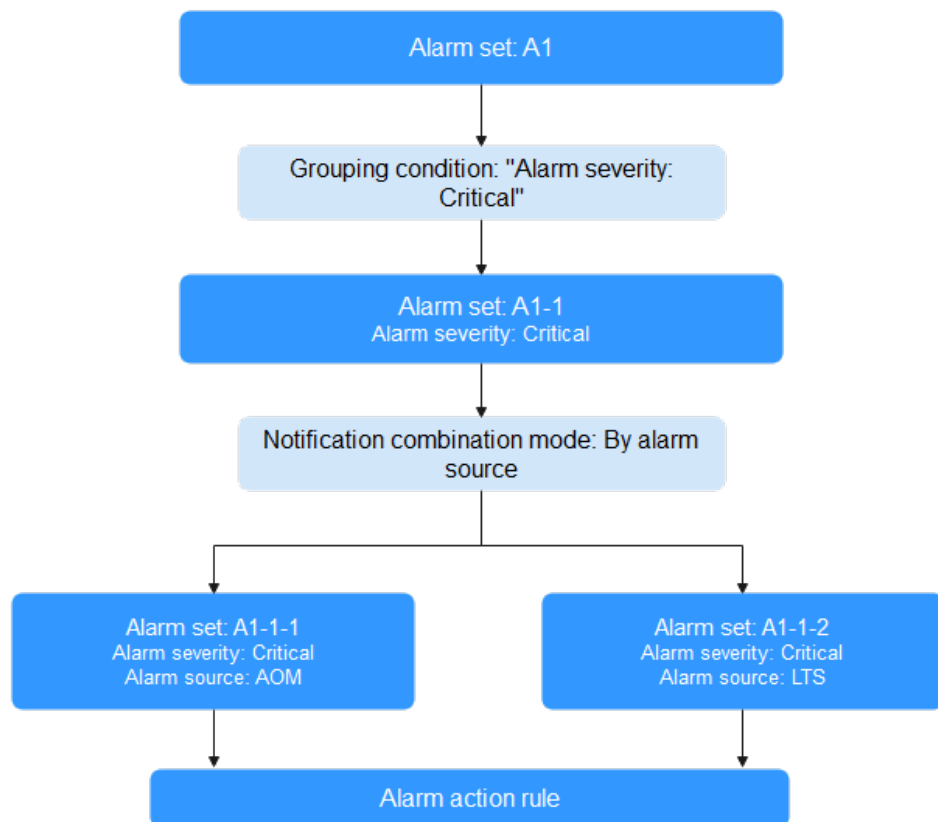 Alarm set: A1
Grouping condition: "Alarm severity:
Critical"
Alarm set: A1-1
Alarm severity: Critical
Notification combination mode: By alarm
source
Alarm set: A1-1-1
Alarm severity: Critical
Alarm source: AOM
Alarm set: A1-1-2
Alarm severity: Critical
Alarm source: LTS
Alarm action rule